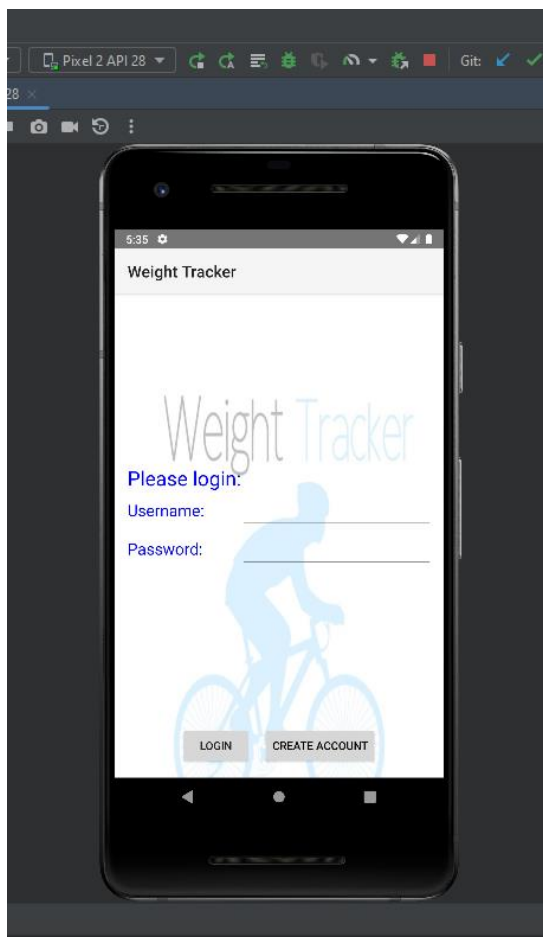 Pixel 2 API 28 Git:
28
5:35
Weight Tracker
Weight Tracker
Please login:
Username:
Password:
LOGIN CREATE ACCOUNT